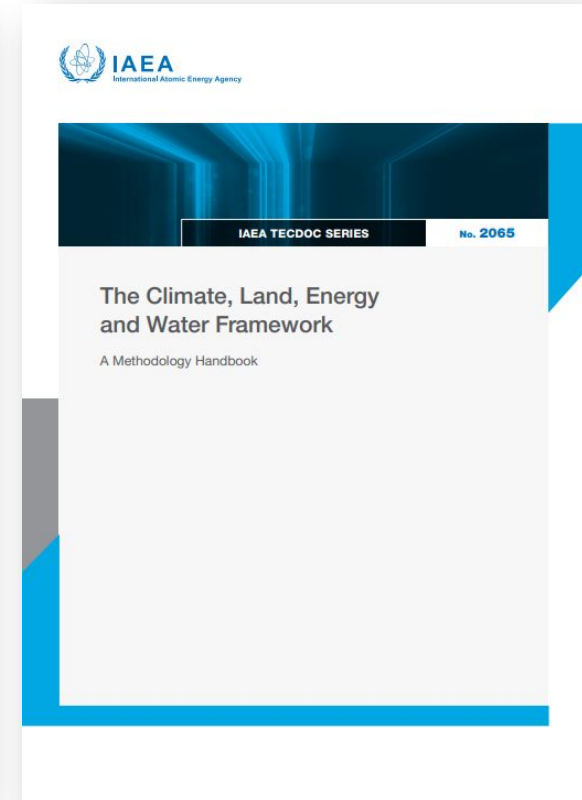 IAEA
International Atomic Energy Agency
IAEA TECDOC SERIES
No. 2065
The Climate, Land, Energy
and Water Framework
A Methodology Handbook